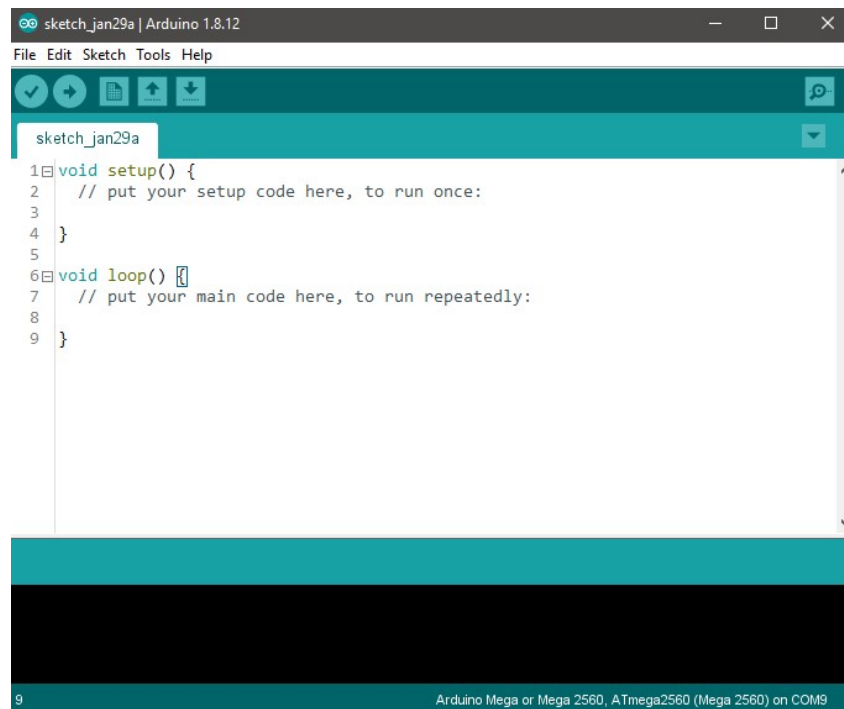 sketch_jan29a | Arduino 1.8.12
File Edit Sketch Tools Help
sketch_jan29a
1 void setup() {
2 // put your setup code here, to run once:
3
4 }
5
6 void loop() {
7 // put your main code here, to run repeatedly:
8
9 }
9 Arduino Mega or Mega 2560, ATmega2560 (Mega 2560) on COM9